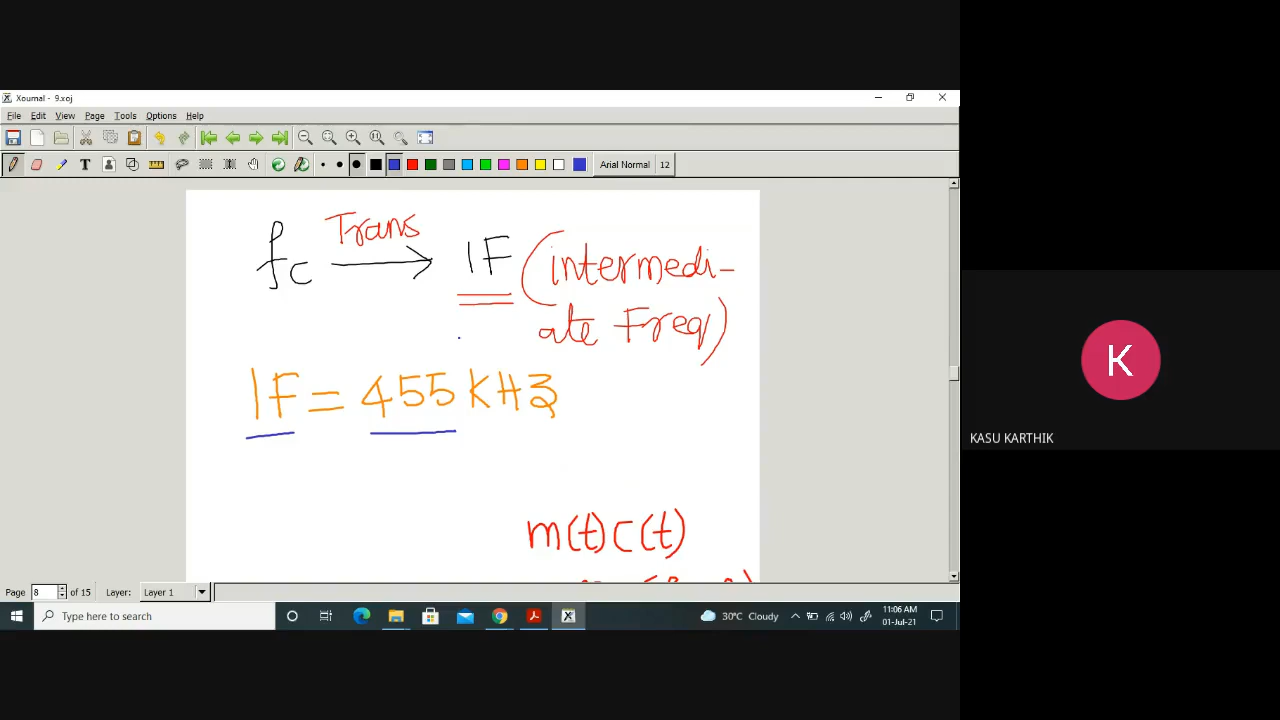 Xournal - 9.xoj
File Edit View Page Tools Options Help
T Arial Normal 12
fc Trans IF (intermedi-
ate Freq)
IF = 455 KHz
m(t) c(t)
K
KASU KARTHIK
Page 8 of 15 Layer: Layer 1
Type here to search 30°C Cloudy 11:06 AM
01-Jul-21